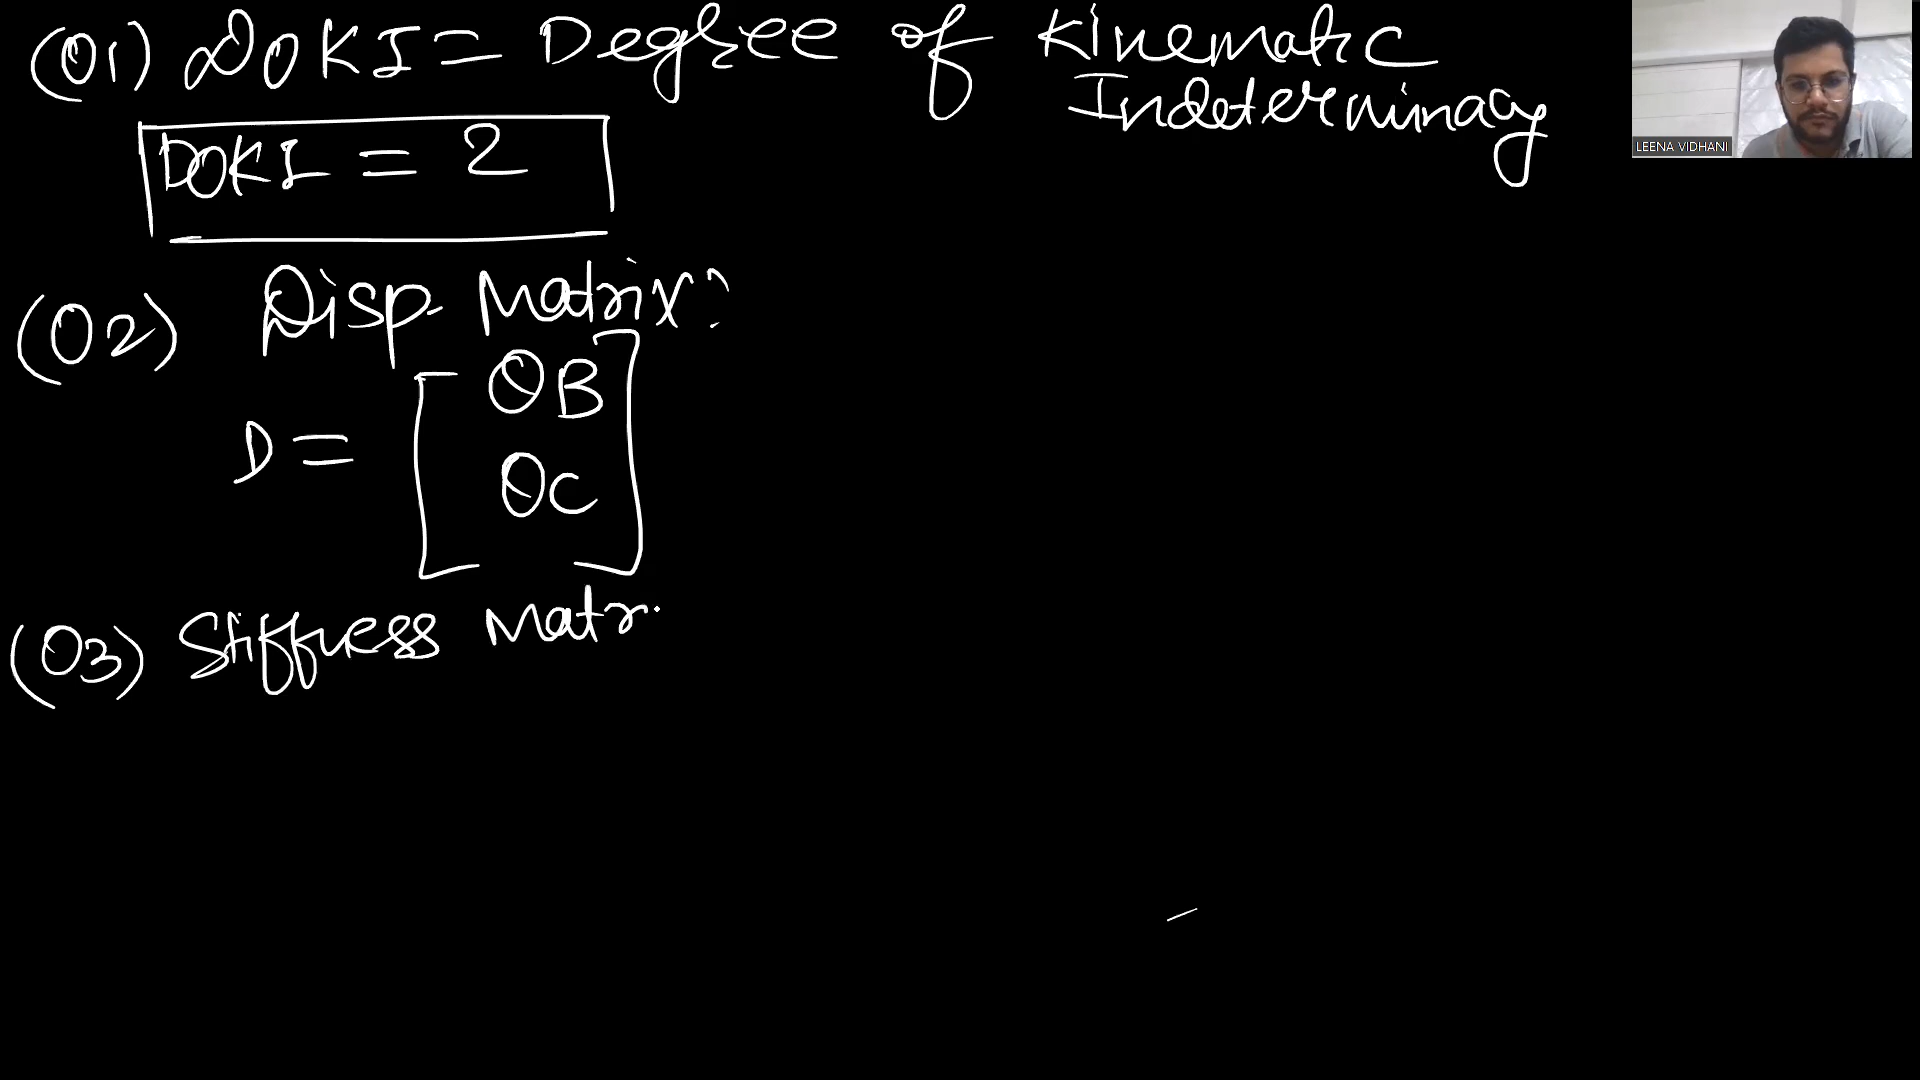 (01) DOKI = Degree of Kinematic
Indeterminacy
DOKI = 2
(02) Disp. Matrix:
D = [θB
θC]
(03) Stiffness Matr
LEENA VIDHANI